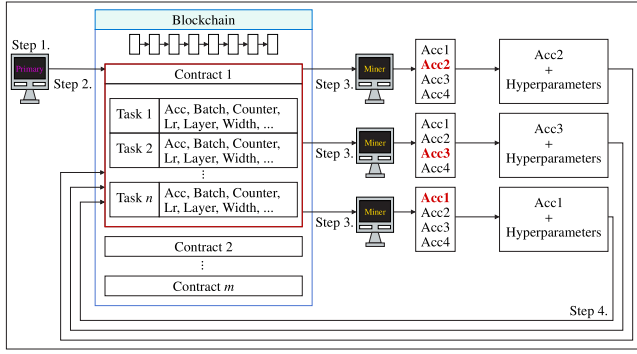 Blockchain
Step 1.
Primary
Step 2.
Contract 1
Task 1
Acc, Batch, Counter,
Lr, Layer, Width, ...
Task 2
Acc, Batch, Counter,
Lr, Layer, Width, ...
⋮
Task n
Acc, Batch, Counter,
Lr, Layer, Width, ...
Contract 2
⋮
Contract m
Step 3.
Miner
Acc1
Acc2
Acc3
Acc4
Acc2
+
Hyperparameters
Step 3.
Miner
Acc1
Acc2
Acc3
Acc4
Acc3
+
Hyperparameters
Step 3.
Miner
Acc1
Acc2
Acc3
Acc4
Acc1
+
Hyperparameters
Step 4.